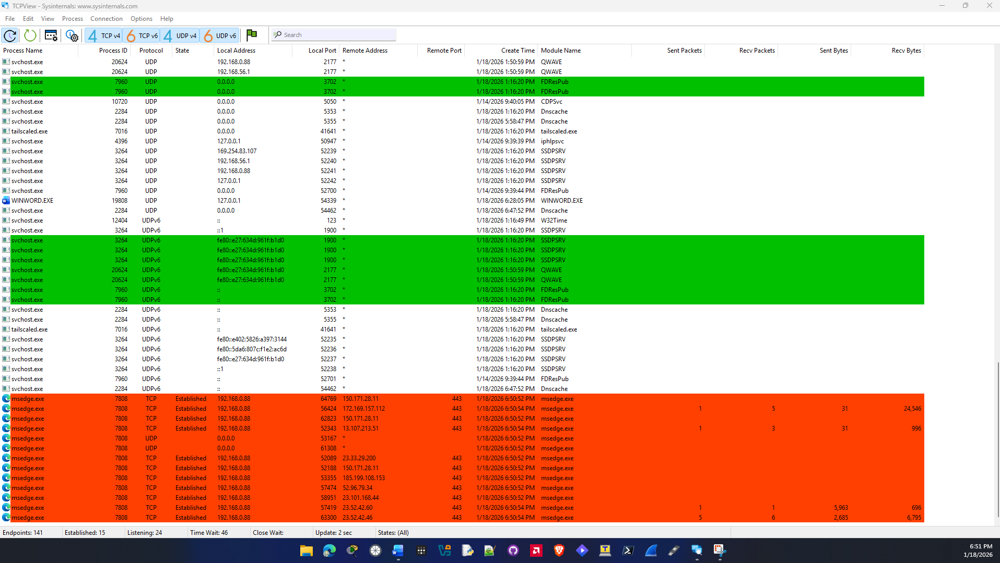 TCPView - Sysinternals: www.sysinternals.com
File Edit View Process Connection Options Help
4 TCP v4 6 TCP v6 4 UDP v4 6 UDP v6 Search
Process Name Process ID Protocol State Local Address Local Port Remote Address Remote Port Create Time Module Name Sent Packets Recv Packets Sent Bytes Recv Bytes
svchost.exe 20624 UDP 192.168.0.88 2177 * 1/18/2026 1:50:59 PM QWAVE
svchost.exe 20624 UDP 192.168.56.1 2177 * 1/18/2026 1:50:59 PM QWAVE
svchost.exe 7960 UDP 0.0.0.0 3702 * 1/18/2026 1:16:20 PM FDResPub
svchost.exe 7960 UDP 0.0.0.0 3702 * 1/18/2026 1:16:20 PM FDResPub
svchost.exe 10720 UDP 0.0.0.0 5050 * 1/14/2026 9:40:05 PM CDPSvc
svchost.exe 2284 UDP 0.0.0.0 5353 * 1/18/2026 1:16:20 PM Dnscache
svchost.exe 2284 UDP 0.0.0.0 5355 * 1/18/2026 5:58:47 PM Dnscache
tailscaled.exe 7016 UDP 0.0.0.0 41641 * 1/18/2026 1:16:20 PM tailscaled.exe
svchost.exe 4396 UDP 127.0.0.1 50947 * 1/14/2026 9:39:39 PM iphlpsvc
svchost.exe 3264 UDP 169.254.83.107 52239 * 1/18/2026 1:16:20 PM SSDPSRV
svchost.exe 3264 UDP 192.168.56.1 52240 * 1/18/2026 1:16:20 PM SSDPSRV
svchost.exe 3264 UDP 192.168.0.88 52241 * 1/18/2026 1:16:20 PM SSDPSRV
svchost.exe 3264 UDP 127.0.0.1 52242 * 1/18/2026 1:16:20 PM SSDPSRV
svchost.exe 7960 UDP 0.0.0.0 52700 * 1/14/2026 9:39:44 PM FDResPub
WINWORD.EXE 19808 UDP 127.0.0.1 54339 * 1/18/2026 6:28:05 PM WINWORD.EXE
svchost.exe 2284 UDP 0.0.0.0 54462 * 1/18/2026 6:47:52 PM Dnscache
svchost.exe 12404 UDPv6 :: 123 * 1/18/2026 1:16:49 PM W32Time
svchost.exe 3264 UDPv6 ::1 1900 * 1/18/2026 1:16:20 PM SSDPSRV
svchost.exe 3264 UDPv6 fe80::e27:634d:961f:b1d0 1900 * 1/18/2026 1:16:20 PM SSDPSRV
svchost.exe 3264 UDPv6 fe80::e27:634d:961f:b1d0 1900 * 1/18/2026 1:16:20 PM SSDPSRV
svchost.exe 3264 UDPv6 fe80::e27:634d:961f:b1d0 1900 * 1/18/2026 1:16:20 PM SSDPSRV
svchost.exe 20624 UDPv6 fe80::e27:634d:961f:b1d0 2177 * 1/18/2026 1:50:59 PM QWAVE
svchost.exe 20624 UDPv6 fe80::e27:634d:961f:b1d0 2177 * 1/18/2026 1:50:59 PM QWAVE
svchost.exe 7960 UDPv6 :: 3702 * 1/18/2026 1:16:20 PM FDResPub
svchost.exe 7960 UDPv6 :: 3702 * 1/18/2026 1:16:20 PM FDResPub
svchost.exe 2284 UDPv6 :: 5353 * 1/18/2026 1:16:20 PM Dnscache
svchost.exe 2284 UDPv6 :: 5355 * 1/18/2026 5:58:47 PM Dnscache
tailscaled.exe 7016 UDPv6 :: 41641 * 1/18/2026 1:16:20 PM tailscaled.exe
svchost.exe 3264 UDPv6 fe80::e402:5826:a397:3144 52235 * 1/18/2026 1:16:20 PM SSDPSRV
svchost.exe 3264 UDPv6 fe80::5da6:807c:f1e2:ac6d 52236 * 1/18/2026 1:16:20 PM SSDPSRV
svchost.exe 3264 UDPv6 fe80::e27:634d:961f:b1d0 52237 * 1/18/2026 1:16:20 PM SSDPSRV
svchost.exe 3264 UDPv6 ::1 52238 * 1/18/2026 1:16:20 PM SSDPSRV
svchost.exe 7960 UDPv6 :: 52701 * 1/14/2026 9:39:44 PM FDResPub
svchost.exe 2284 UDPv6 :: 54462 * 1/18/2026 6:47:52 PM Dnscache
msedge.exe 7808 TCP Established 192.168.0.88 64769 150.171.28.11 443 1/18/2026 6:50:52 PM msedge.exe
msedge.exe 7808 TCP Established 192.168.0.88 56424 172.169.157.112 443 1/18/2026 6:50:54 PM msedge.exe 1 5 31 24,546
msedge.exe 7808 TCP Established 192.168.0.88 62823 150.171.28.11 443 1/18/2026 6:50:52 PM msedge.exe
msedge.exe 7808 TCP Established 192.168.0.88 52343 13.107.213.51 443 1/18/2026 6:50:54 PM msedge.exe 1 3 31 996
msedge.exe 7808 UDP 0.0.0.0 53167 * 1/18/2026 6:50:52 PM msedge.exe
msedge.exe 7808 UDP 0.0.0.0 61308 * 1/18/2026 6:50:52 PM msedge.exe
msedge.exe 7808 TCP Established 192.168.0.88 52089 23.33.29.200 443 1/18/2026 6:50:52 PM msedge.exe
msedge.exe 7808 TCP Established 192.168.0.88 52188 150.171.28.11 443 1/18/2026 6:50:52 PM msedge.exe
msedge.exe 7808 TCP Established 192.168.0.88 53355 185.199.108.153 443 1/18/2026 6:50:52 PM msedge.exe
msedge.exe 7808 TCP Established 192.168.0.88 57474 52.96.79.34 443 1/18/2026 6:50:52 PM msedge.exe
msedge.exe 7808 TCP Established 192.168.0.88 58951 23.101.168.44 443 1/18/2026 6:50:52 PM msedge.exe
msedge.exe 7808 TCP Established 192.168.0.88 57419 23.52.42.60 443 1/18/2026 6:50:54 PM msedge.exe 1 1 5,963 696
msedge.exe 7808 TCP Established 192.168.0.88 63300 23.52.42.46 443 1/18/2026 6:50:54 PM msedge.exe 5 6 2,685 6,795
Endpoints: 141 Established: 15 Listening: 24 Time Wait: 46 Close Wait: Update: 2 sec States: (All)
6:51 PM
1/18/2026